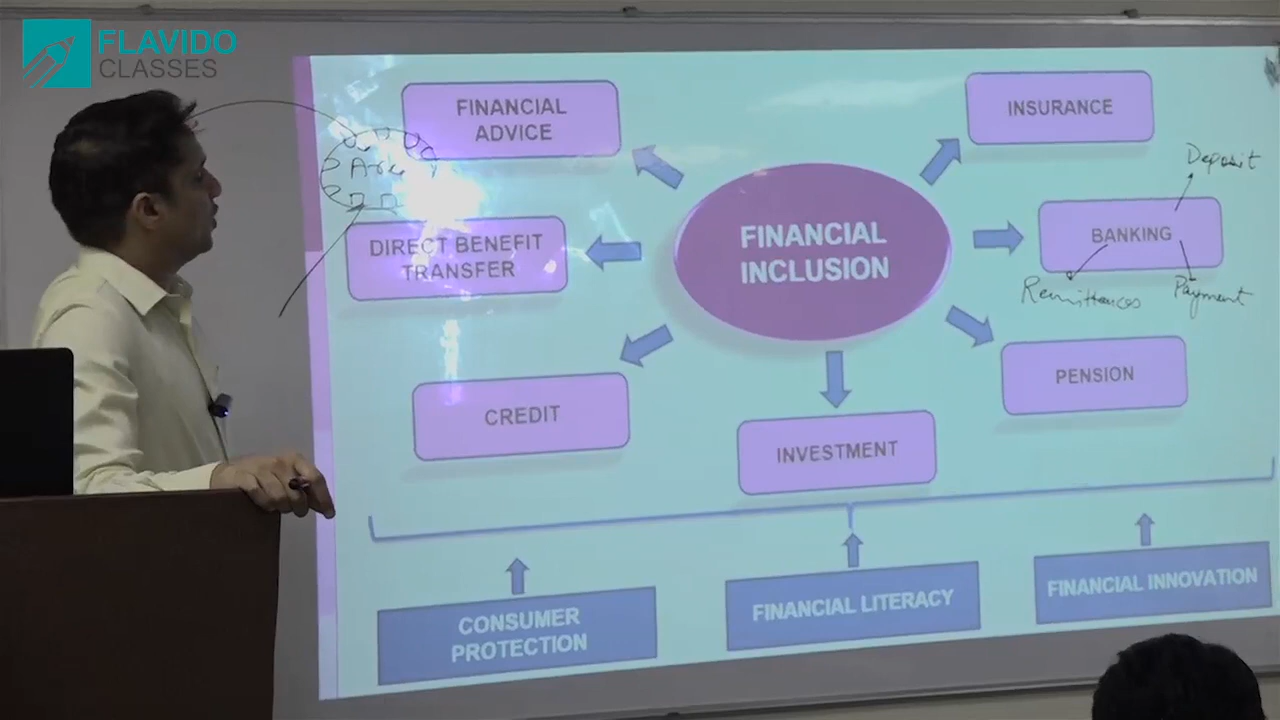 FLAVIDO
CLASSES
FINANCIAL
ADVICE
INSURANCE
Deposit
DIRECT BENEFIT
TRANSFER
FINANCIAL
INCLUSION
BANKING
Remittances
Payment
CREDIT
INVESTMENT
PENSION
CONSUMER
PROTECTION
FINANCIAL LITERACY
FINANCIAL INNOVATION